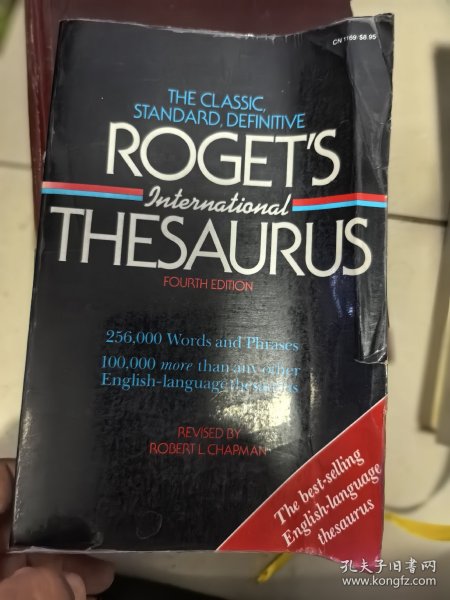 CN 1169 $8.95
THE CLASSIC,
STANDARD, DEFINITIVE
ROGET'S
International
THESAURUS
FOURTH EDITION
256,000 Words and Phrases
100,000 more than any other
English-language thesaurus
REVISED BY
ROBERT L. CHAPMAN
The best-selling
English-language
thesaurus
孔夫子旧书网
www.kongfz.com